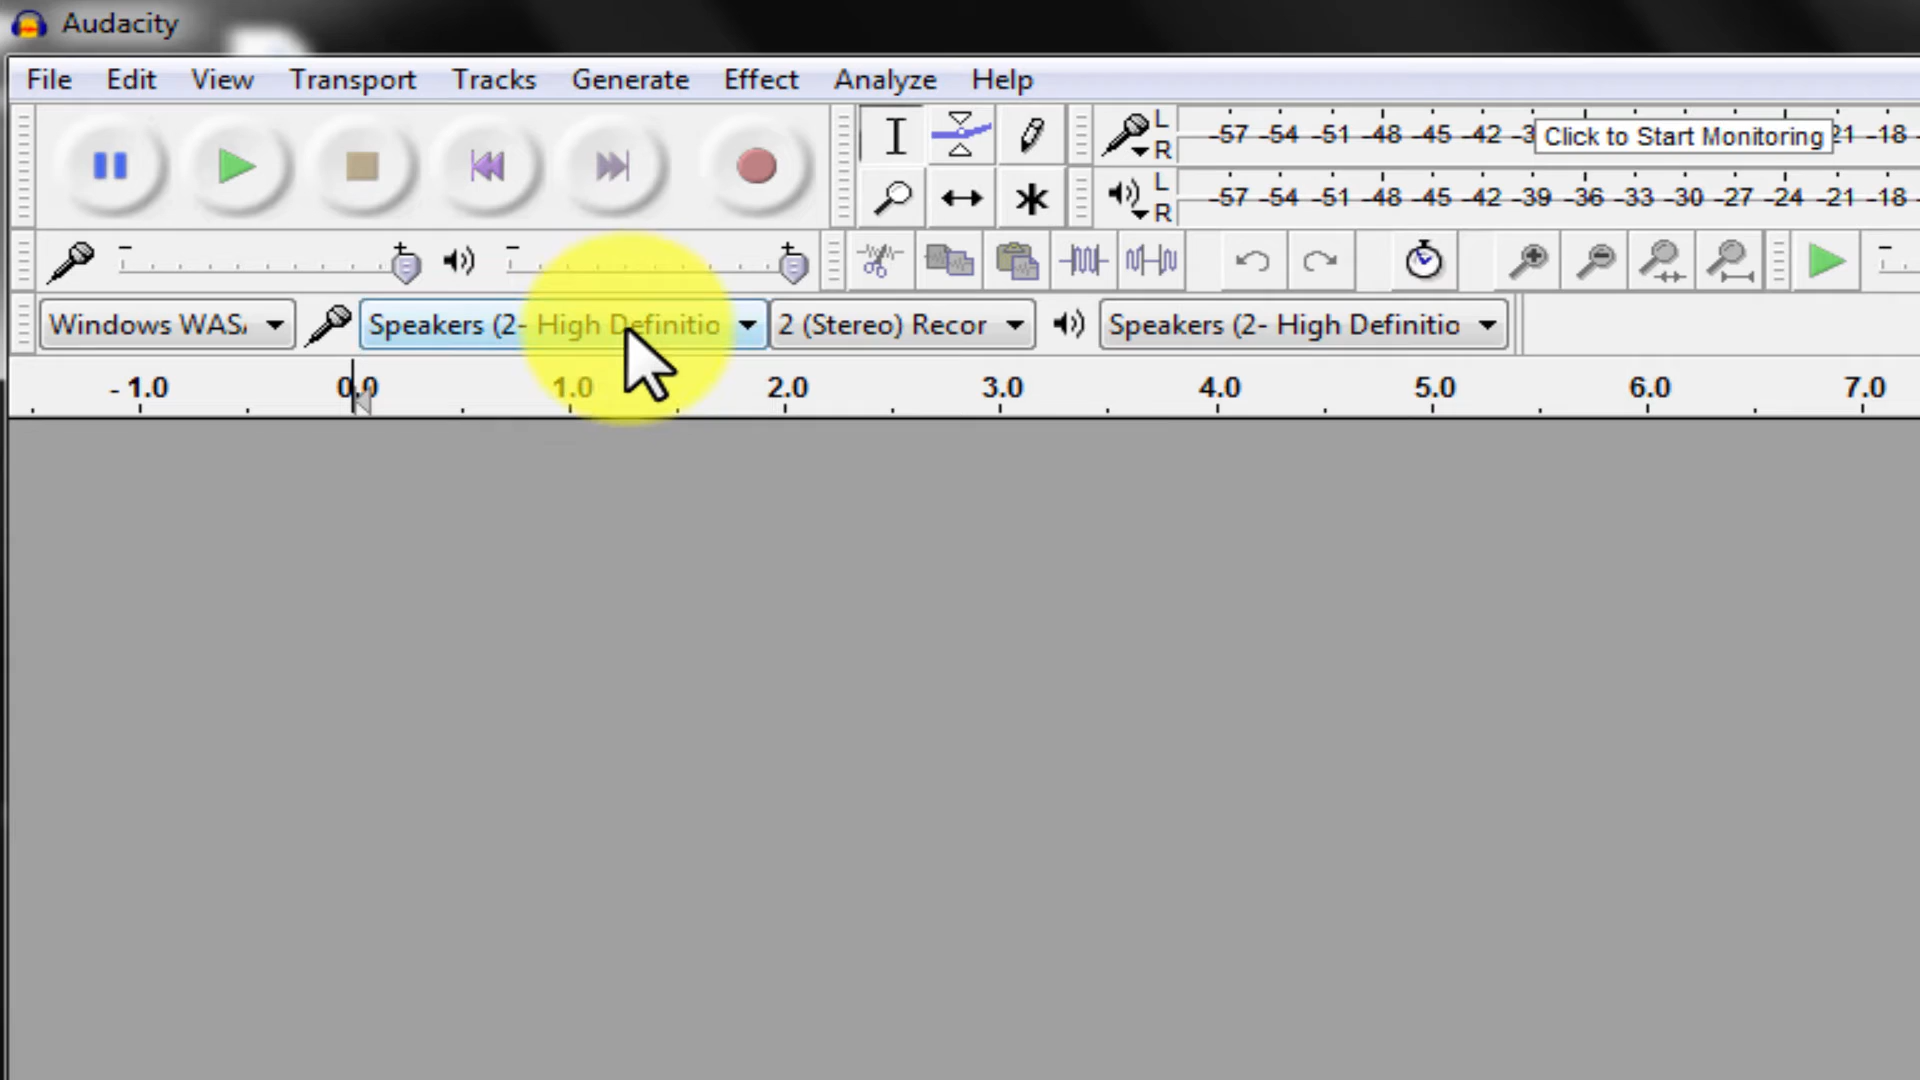 Audacity
File Edit View Transport Tracks Generate Effect Analyze Help
L
R
-57 -54 -51 -48 -45 -42 -3 Click to Start Monitoring 21 -18
L
R
-57 -54 -51 -48 -45 -42 -39 -36 -33 -30 -27 -24 -21 -18
- + - + -
Windows WAS Speakers (2- High Definitio 2 (Stereo) Recor Speakers (2- High Definitio
- 1.0 0.0 1.0 2.0 3.0 4.0 5.0 6.0 7.0